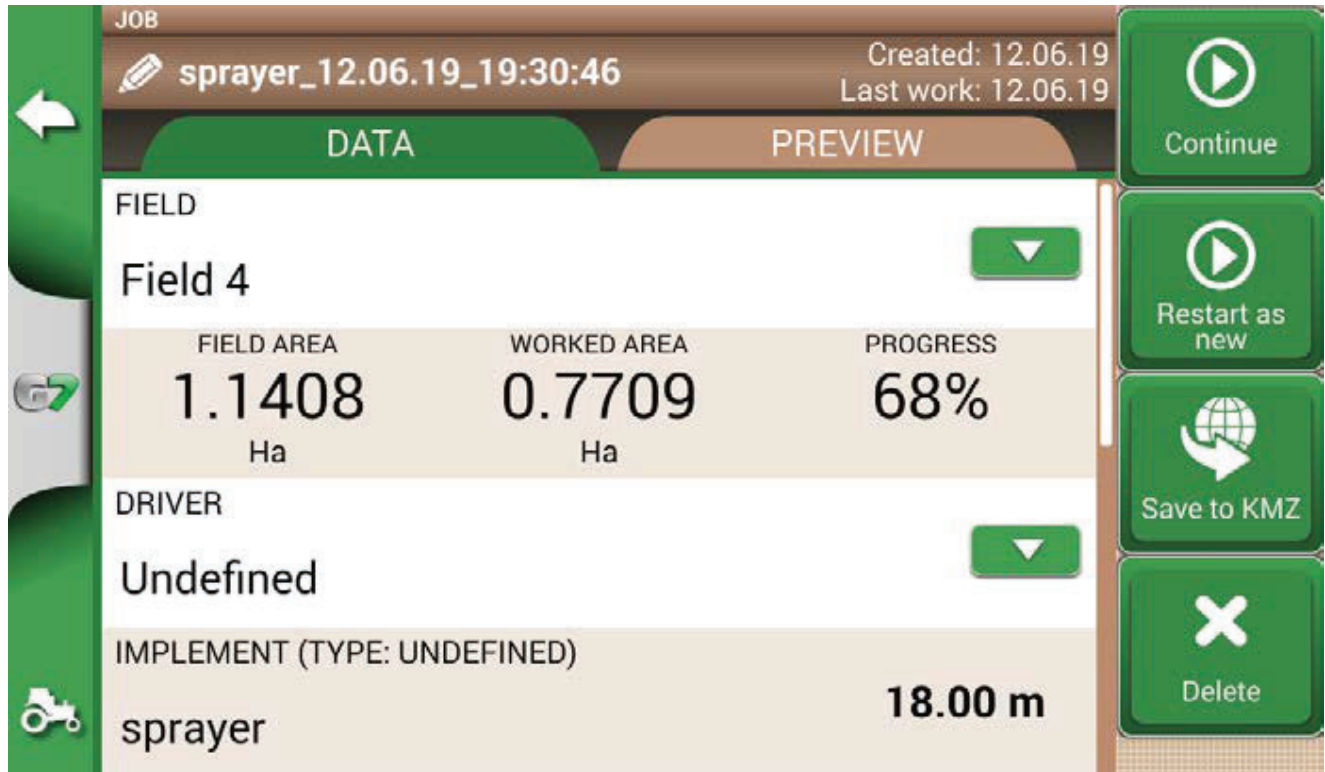 JOB
sprayer_12.06.19_19:30:46
Created: 12.06.19
Last work: 12.06.19
DATA
PREVIEW
FIELD
Field 4
FIELD AREA
WORKED AREA
PROGRESS
1.1408
0.7709
68%
Ha
Ha
DRIVER
Undefined
IMPLEMENT (TYPE: UNDEFINED)
sprayer
18.00 m
G7
Continue
Restart as
new
Save to KMZ
Delete